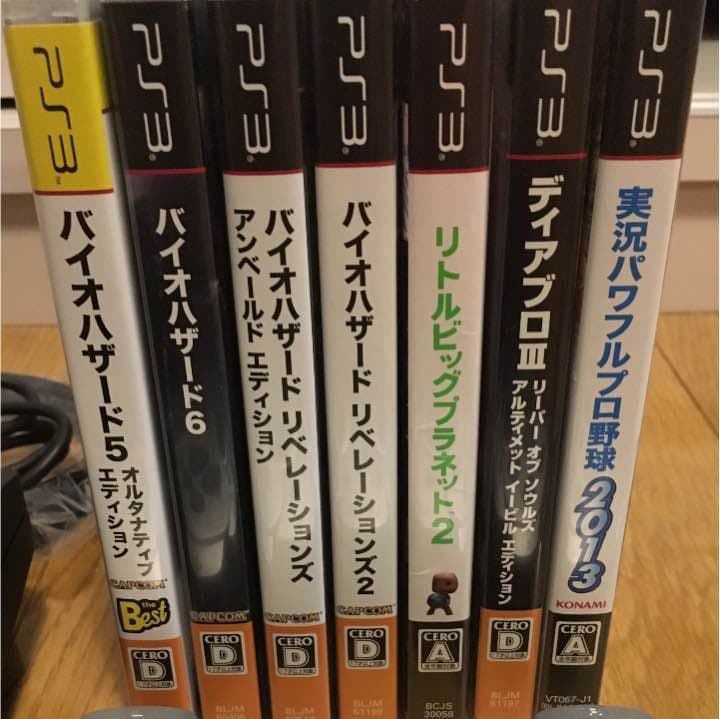 PS3
バイオハザード5
オルタナティブ
エディション
CAPCOM
the
Best
CERO
D
PS3
バイオハザード6
CAPCOM
CERO
D
BLJM
PS3
バイオハザード リベレーションズ
アンベールド エディション
CERO
D
BLJM
PS3
バイオハザード リベレーションズ2
CAPCOM
CERO
D
BLJM
PS3
リトルビッグプラネット2
CERO
A
BCJS
30058
PS3
ディアブロIII
リーパー オブ ソウルズ
アルティメット イービル エディション
CERO
D
BLJM
PS3
実況パワフルプロ野球
2013
KONAMI
CERO
A
VT067-J1